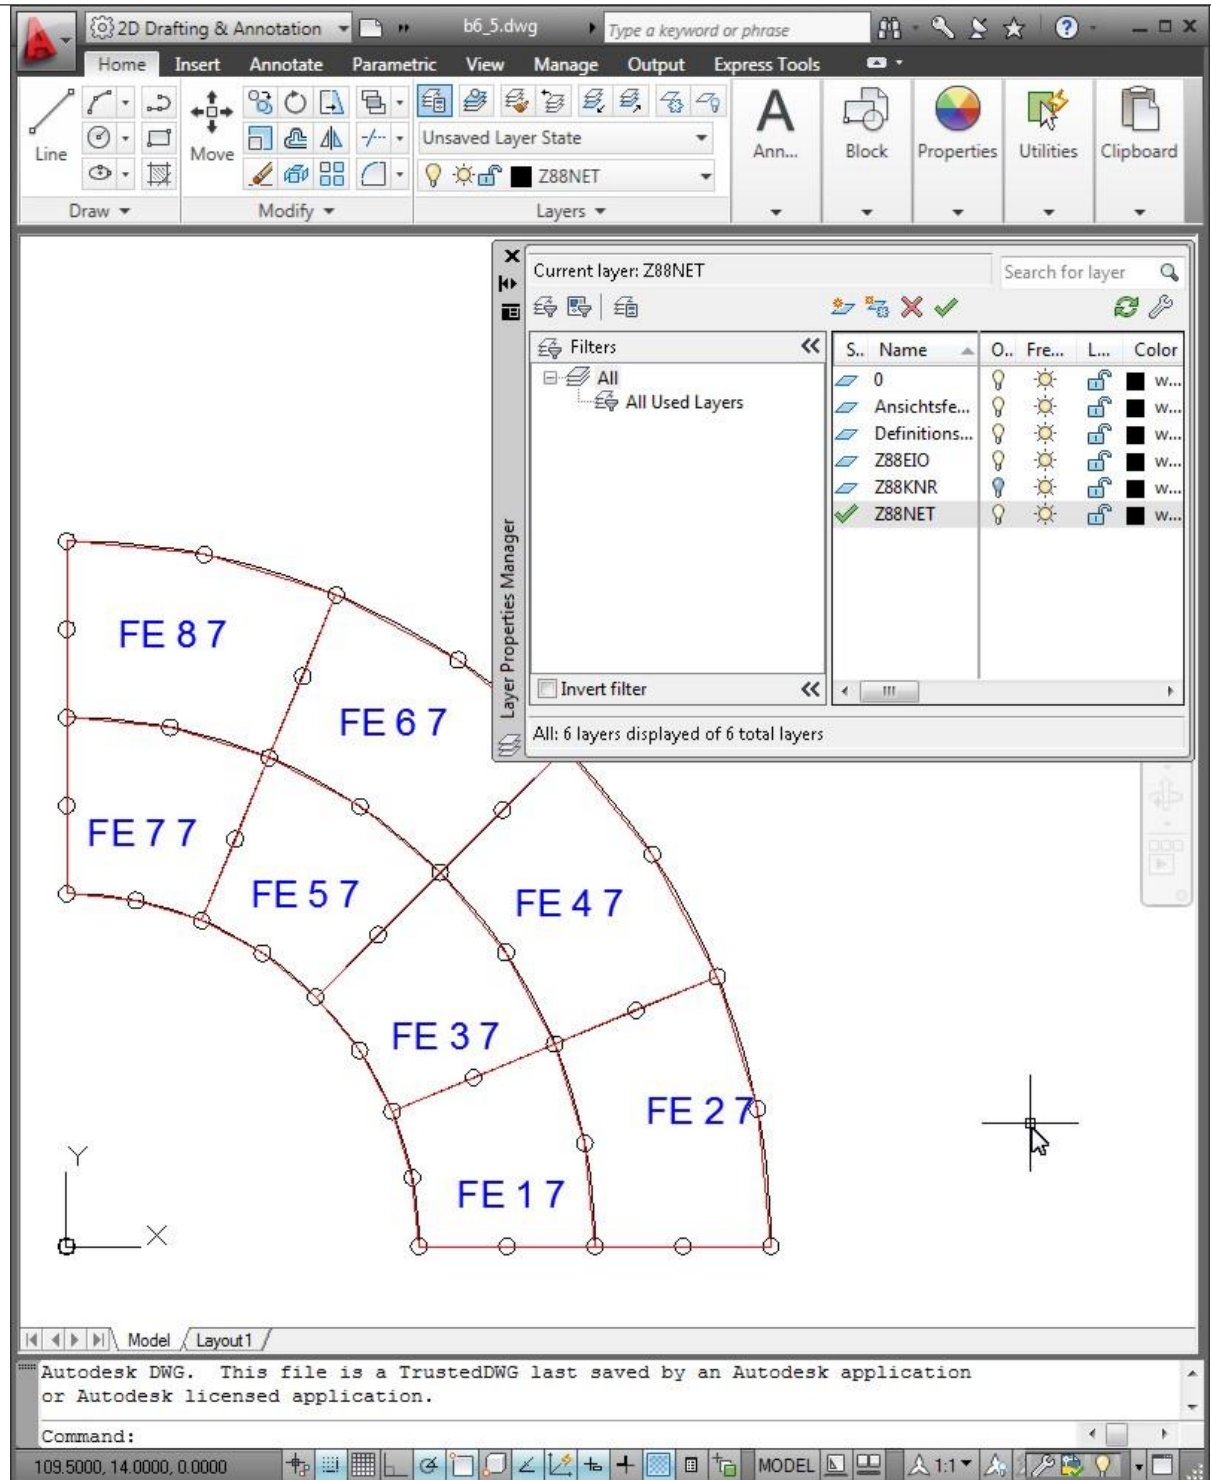 2D Drafting & Annotation
b6_5.dwg
Type a keyword or phrase
Home Insert Annotate Parametric View Manage Output Express Tools
Line
Move
Unsaved Layer State
Z88NET
Ann...
Block
Properties
Utilities
Clipboard
Draw
Modify
Layers
Current layer: Z88NET
Search for layer
Filters
All
All Used Layers
S.. Name O.. Fre... L... Color
0 w...
Ansichtsfe... w...
Definitions... w...
Z88EIO w...
Z88KNR w...
Z88NET w...
Layer Properties Manager
Invert filter
All: 6 layers displayed of 6 total layers
FE 8 7
FE 6 7
FE 7 7
FE 5 7
FE 4 7
FE 3 7
FE 2 7
FE 1 7
Y
X
Model Layout1
Autodesk DWG. This file is a TrustedDWG last saved by an Autodesk application
or Autodesk licensed application.
Command:
109.5000, 14.0000, 0.0000
MODEL
1:1